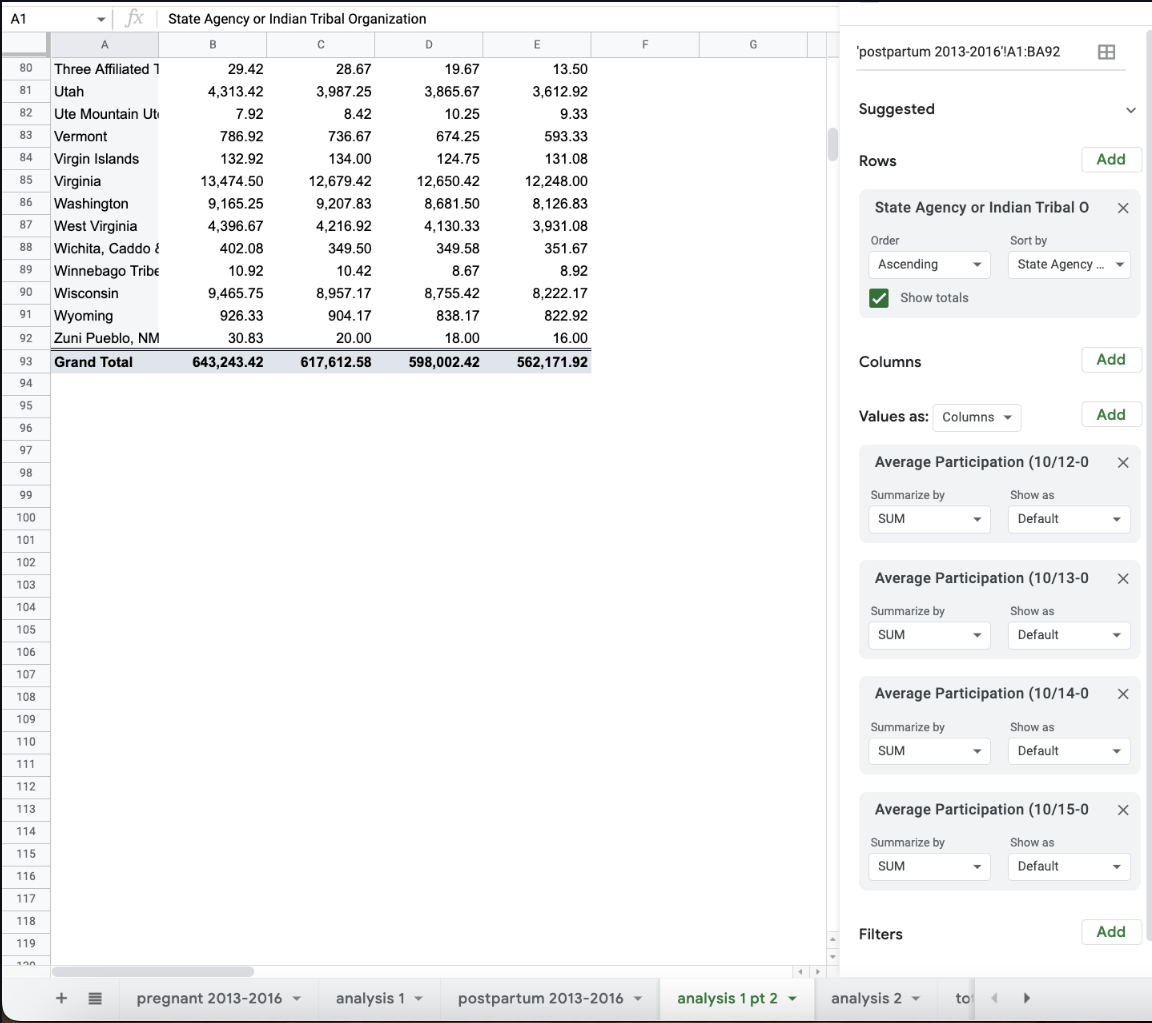 A1 fx State Agency or Indian Tribal Organization
A B C D E F G
80 Three Affiliated T 29.42 28.67 19.67 13.50
81 Utah 4,313.42 3,987.25 3,865.67 3,612.92
82 Ute Mountain Ut 7.92 8.42 10.25 9.33
83 Vermont 786.92 736.67 674.25 593.33
84 Virgin Islands 132.92 134.00 124.75 131.08
85 Virginia 13,474.50 12,679.42 12,650.42 12,248.00
86 Washington 9,165.25 9,207.83 8,681.50 8,126.83
87 West Virginia 4,396.67 4,216.92 4,130.33 3,931.08
88 Wichita, Caddo & 402.08 349.50 349.58 351.67
89 Winnebago Tribe 10.92 10.42 8.67 8.92
90 Wisconsin 9,465.75 8,957.17 8,755.42 8,222.17
91 Wyoming 926.33 904.17 838.17 822.92
92 Zuni Pueblo, NM 30.83 20.00 18.00 16.00
93 Grand Total 643,243.42 617,612.58 598,002.42 562,171.92
94
95
96
97
98
99
100
101
102
103
104
105
106
107
108
109
110
111
112
113
114
115
116
117
118
119
'postpartum 2013-2016'!A1:BA92
Suggested
Rows Add
State Agency or Indian Tribal O
Order Sort by
Ascending State Agency ...
Show totals
Columns Add
Values as: Columns Add
Average Participation (10/12-0
Summarize by Show as
SUM Default
Average Participation (10/13-0
Summarize by Show as
SUM Default
Average Participation (10/14-0
Summarize by Show as
SUM Default
Average Participation (10/15-0
Summarize by Show as
SUM Default
Filters Add
+ pregnant 2013-2016 analysis 1 postpartum 2013-2016 analysis 1 pt 2 analysis 2